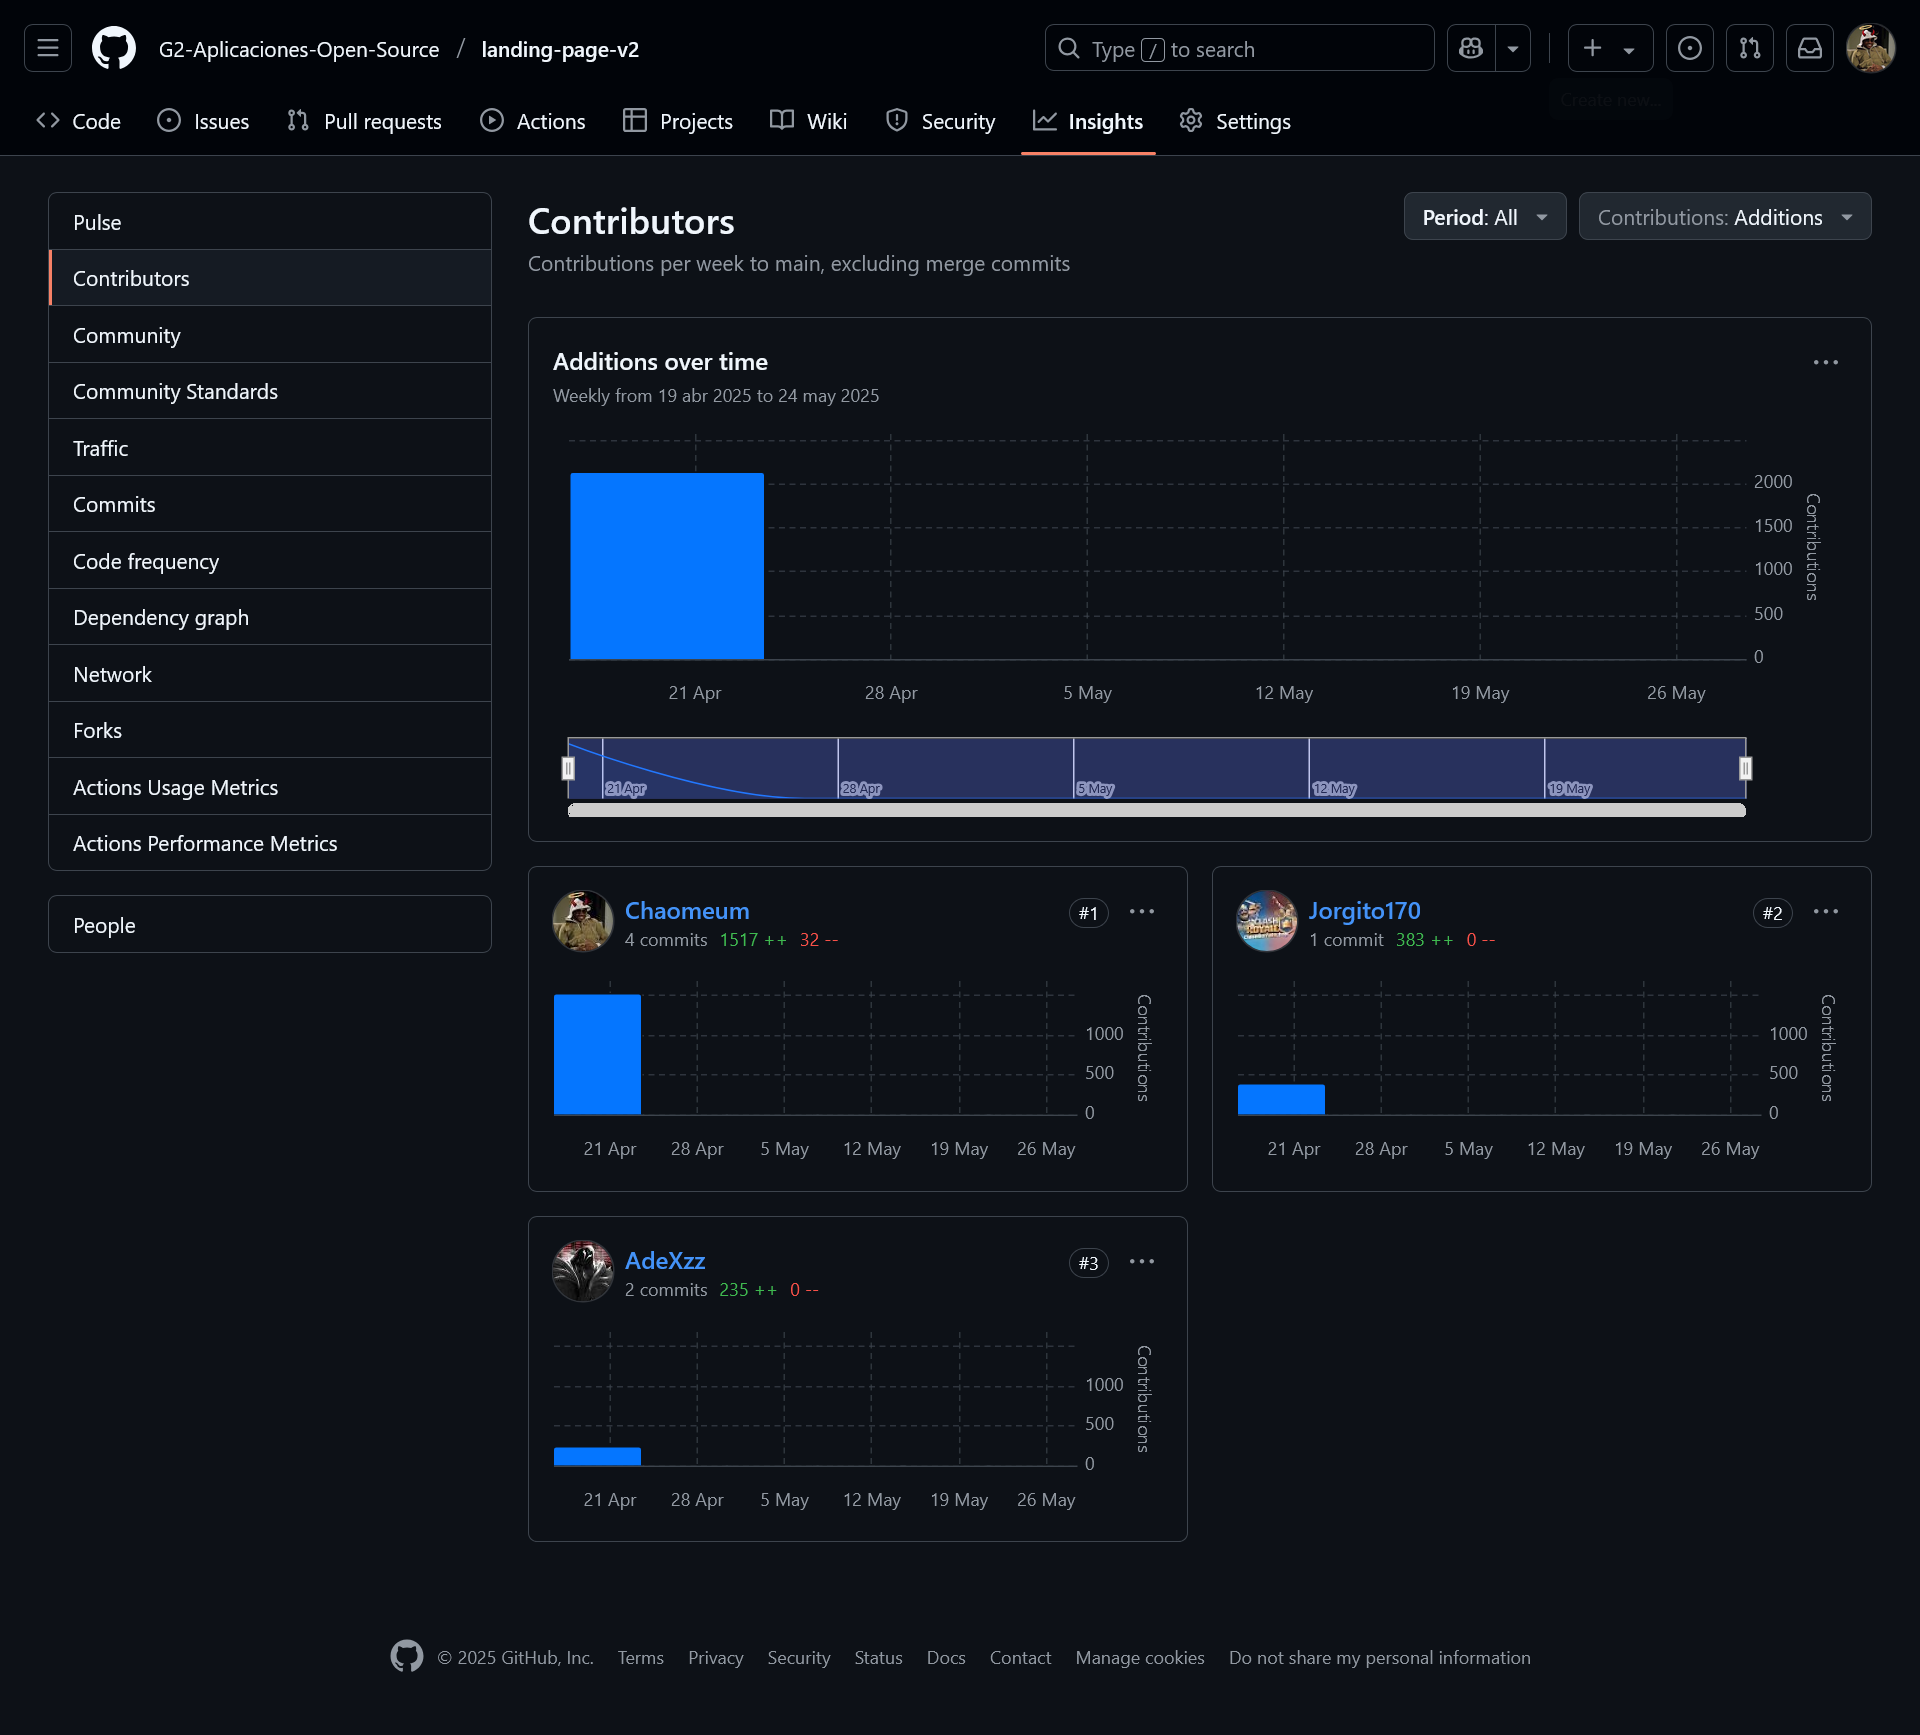 G2-Aplicaciones-Open-Source / landing-page-v2
Type / to search
Create new...
Code
Issues
Pull requests
Actions
Projects
Wiki
Security
Insights
Settings
Pulse
Contributors
Community
Community Standards
Traffic
Commits
Code frequency
Dependency graph
Network
Forks
Actions Usage Metrics
Actions Performance Metrics
People
Contributors
Contributions per week to main, excluding merge commits
Period: All
Contributions: Additions
Additions over time
Weekly from 19 abr 2025 to 24 may 2025
2000
1500
1000
500
0
Contributions
21 Apr 28 Apr 5 May 12 May 19 May 26 May
21 Apr 28 Apr 5 May 12 May 19 May
Chaomeum
#1
4 commits 1517 ++ 32 --
1000
500
0
Contributions
21 Apr 28 Apr 5 May 12 May 19 May 26 May
Jorgito170
#2
1 commit 383 ++ 0 --
1000
500
0
Contributions
21 Apr 28 Apr 5 May 12 May 19 May 26 May
AdeXzz
#3
2 commits 235 ++ 0 --
1000
500
0
Contributions
21 Apr 28 Apr 5 May 12 May 19 May 26 May
© 2025 GitHub, Inc. Terms Privacy Security Status Docs Contact Manage cookies Do not share my personal information